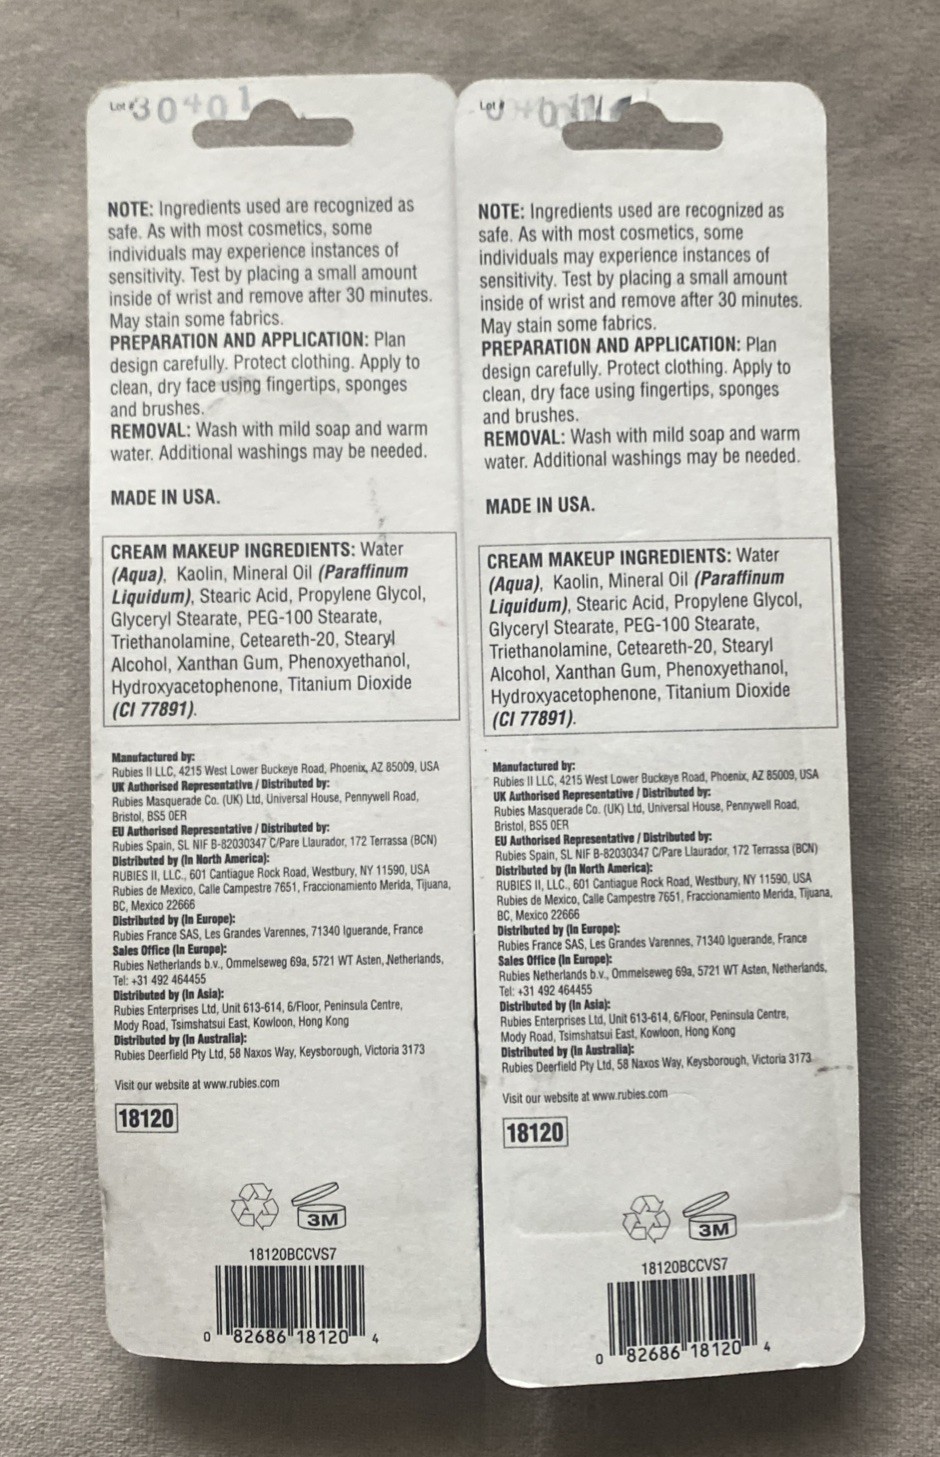 Lot # 30401
NOTE: Ingredients used are recognized as
safe. As with most cosmetics, some
individuals may experience instances of
sensitivity. Test by placing a small amount
inside of wrist and remove after 30 minutes.
May stain some fabrics.
PREPARATION AND APPLICATION: Plan
design carefully. Protect clothing. Apply to
clean, dry face using fingertips, sponges
and brushes.
REMOVAL: Wash with mild soap and warm
water. Additional washings may be needed.
MADE IN USA.
CREAM MAKEUP INGREDIENTS: Water
(Aqua), Kaolin, Mineral Oil (Paraffinum
Liquidum), Stearic Acid, Propylene Glycol,
Glyceryl Stearate, PEG-100 Stearate,
Triethanolamine, Ceteareth-20, Stearyl
Alcohol, Xanthan Gum, Phenoxyethanol,
Hydroxyacetophenone, Titanium Dioxide
(CI 77891).
Manufactured by:
Rubies II LLC, 4215 West Lower Buckeye Road, Phoenix, AZ 85009, USA
UK Authorised Representative / Distributed by:
Rubies Masquerade Co. (UK) Ltd, Universal House, Pennywell Road,
Bristol, BS5 0ER
EU Authorised Representative / Distributed by:
Rubies Spain, SL NIF B-82030347 C/Pare Llaurador, 172 Terrassa (BCN)
Distributed by (In North America):
RUBIES II, LLC., 601 Cantiague Rock Road, Westbury, NY 11590, USA
Rubies de Mexico, Calle Campestre 7651, Fraccionamiento Merida, Tijuana,
BC, Mexico 22666
Distributed by (In Europe):
Rubies France SAS, Les Grandes Varennes, 71340 Iguerande, France
Sales Office (In Europe):
Rubies Netherlands b.v., Ommelseweg 69a, 5721 WT Asten, Netherlands,
Tel: +31 492 464455
Distributed by (In Asia):
Rubies Enterprises Ltd, Unit 613-614, 6/Floor, Peninsula Centre,
Mody Road, Tsimshatsui East, Kowloon, Hong Kong
Distributed by (In Australia):
Rubies Deerfield Pty Ltd, 58 Naxos Way, Keysborough, Victoria 3173
Visit our website at www.rubies.com
18120
3M
18120BCCVS7
0 82686 18120 4
Lot #
NOTE: Ingredients used are recognized as
safe. As with most cosmetics, some
individuals may experience instances of
sensitivity. Test by placing a small amount
inside of wrist and remove after 30 minutes.
May stain some fabrics.
PREPARATION AND APPLICATION: Plan
design carefully. Protect clothing. Apply to
clean, dry face using fingertips, sponges
and brushes.
REMOVAL: Wash with mild soap and warm
water. Additional washings may be needed.
MADE IN USA.
CREAM MAKEUP INGREDIENTS: Water
(Aqua), Kaolin, Mineral Oil (Paraffinum
Liquidum), Stearic Acid, Propylene Glycol,
Glyceryl Stearate, PEG-100 Stearate,
Triethanolamine, Ceteareth-20, Stearyl
Alcohol, Xanthan Gum, Phenoxyethanol,
Hydroxyacetophenone, Titanium Dioxide
(CI 77891).
Manufactured by:
Rubies II LLC, 4215 West Lower Buckeye Road, Phoenix, AZ 85009, USA
UK Authorised Representative / Distributed by:
Rubies Masquerade Co. (UK) Ltd, Universal House, Pennywell Road,
Bristol, BS5 0ER
EU Authorised Representative / Distributed by:
Rubies Spain, SL NIF B-82030347 C/Pare Llaurador, 172 Terrassa (BCN)
Distributed by (In North America):
RUBIES II, LLC., 601 Cantiague Rock Road, Westbury, NY 11590, USA
Rubies de Mexico, Calle Campestre 7651, Fraccionamiento Merida, Tijuana,
BC, Mexico 22666
Distributed by (In Europe):
Rubies France SAS, Les Grandes Varennes, 71340 Iguerande, France
Sales Office (In Europe):
Rubies Netherlands b.v., Ommelseweg 69a, 5721 WT Asten, Netherlands,
Tel: +31 492 464455
Distributed by (In Asia):
Rubies Enterprises Ltd, Unit 613-614, 6/Floor, Peninsula Centre,
Mody Road, Tsimshatsui East, Kowloon, Hong Kong
Distributed by (In Australia):
Rubies Deerfield Pty Ltd, 58 Naxos Way, Keysborough, Victoria 3173
Visit our website at www.rubies.com
18120
3M
18120BCCVS7
0 82686 18120 4